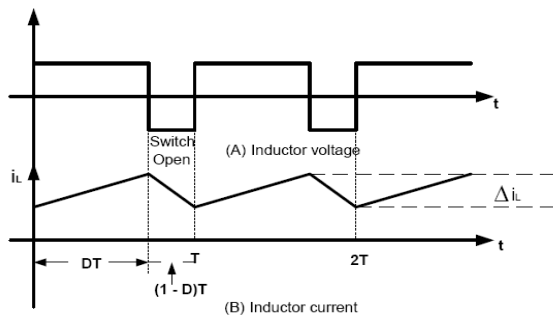 t
Switch
Open
(A) Inductor voltage
iL
Δ iL
t
DT
T
2T
(1 - D)T
(B) Inductor current